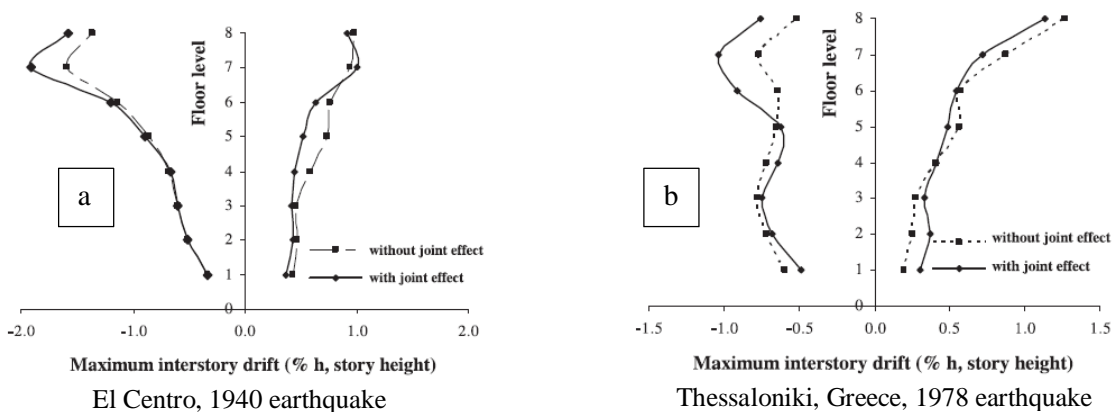 8
7
6
5
4
3
2
1
0
Floor level
a
without joint effect
with joint effect
-2.0 -1.0 0.0 1.0 2.0
Maximum interstory drift (% h, story height)
El Centro, 1940 earthquake
8
7
6
5
4
3
2
1
0
Floor level
b
without joint effect
with joint effect
-1.5 -1.0 -0.5 0.0 0.5 1.0 1.5
Maximum interstory drift (% h, story height)
Thessaloniki, Greece, 1978 earthquake